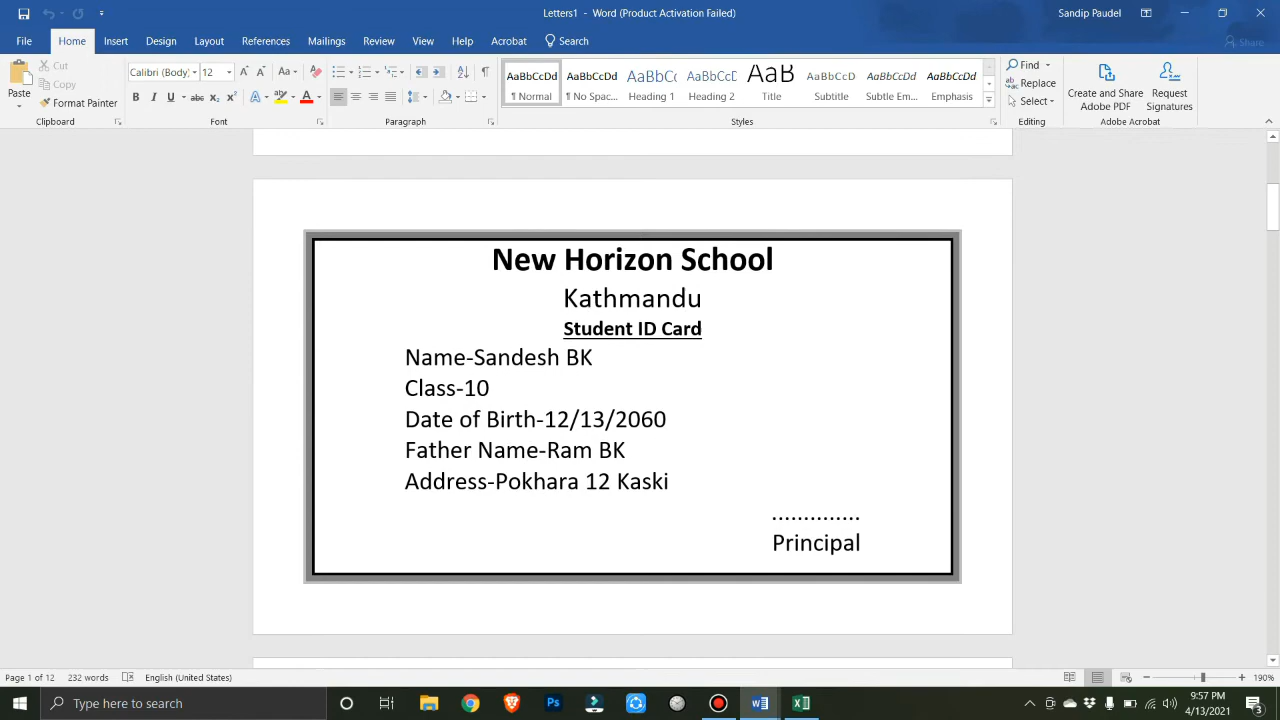 Letters1 - Word (Product Activation Failed)
Sandip Paudel
File Home Insert Design Layout References Mailings Review View Help Acrobat Search Share
Paste
Cut
Copy
Format Painter
Clipboard
Calibri (Body) 12
Font
Paragraph
AaBbCcDd AaBbCcDd AaBbCc AaBbCcD AaB AaBbCcD AaBbCcDd AaBbCcDd
¶ Normal ¶ No Spac... Heading 1 Heading 2 Title Subtitle Subtle Em... Emphasis
Styles
Find
Replace
Select
Editing
Create and Share Adobe PDF
Request Signatures
Adobe Acrobat
New Horizon School
Kathmandu
Student ID Card
Name-Sandesh BK
Class-10
Date of Birth-12/13/2060
Father Name-Ram BK
Address-Pokhara 12 Kaski
..............
Principal
Page 1 of 12 232 words English (United States) 190%
Type here to search
9:57 PM
4/13/2021
3